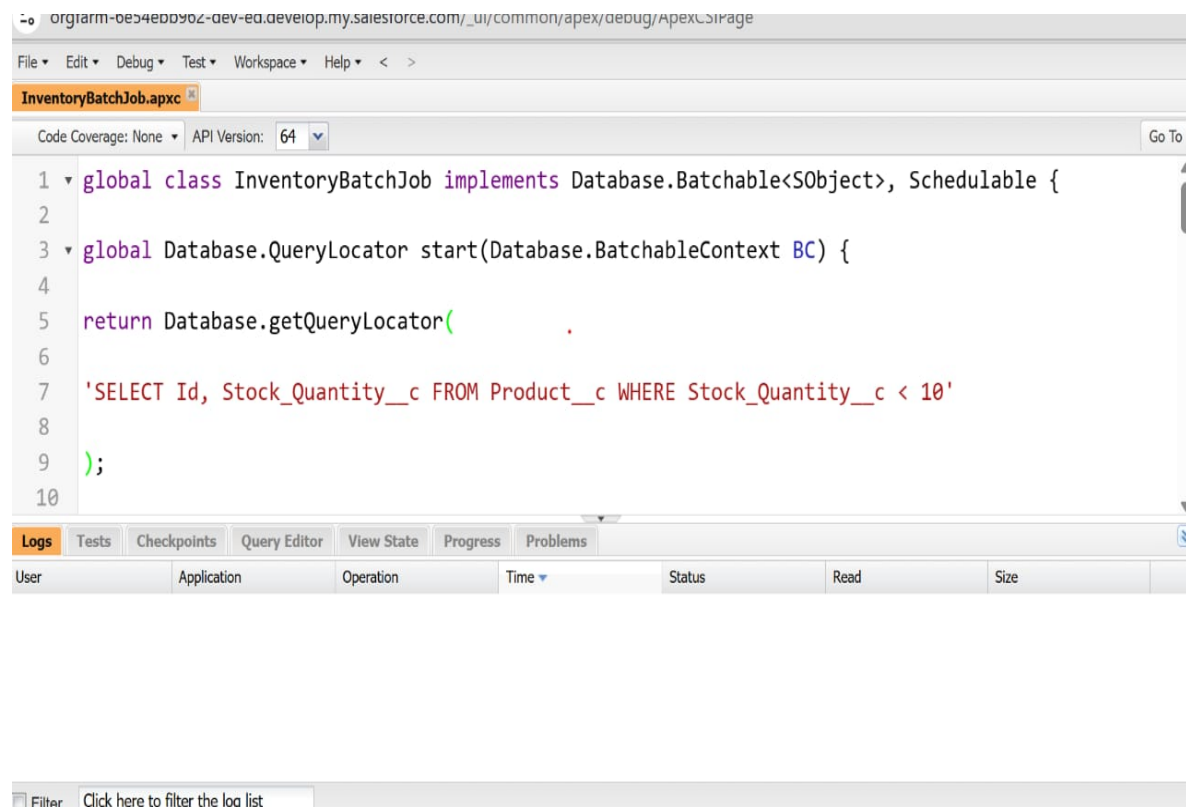 orgfarm-6e54ebb962-dev-ed.develop.my.salesforce.com/_ui/common/apex/debug/ApexCSIPage
File Edit Debug Test Workspace Help < >
InventoryBatchJob.apxc
Code Coverage: None API Version: 64 Go To
1 global class InventoryBatchJob implements Database.Batchable<SObject>, Schedulable {
2
3 global Database.QueryLocator start(Database.BatchableContext BC) {
4
5 return Database.getQueryLocator(
6
7 'SELECT Id, Stock_Quantity__c FROM Product__c WHERE Stock_Quantity__c < 10'
8
9 );
10
Logs Tests Checkpoints Query Editor View State Progress Problems
User Application Operation Time Status Read Size
Filter Click here to filter the log list